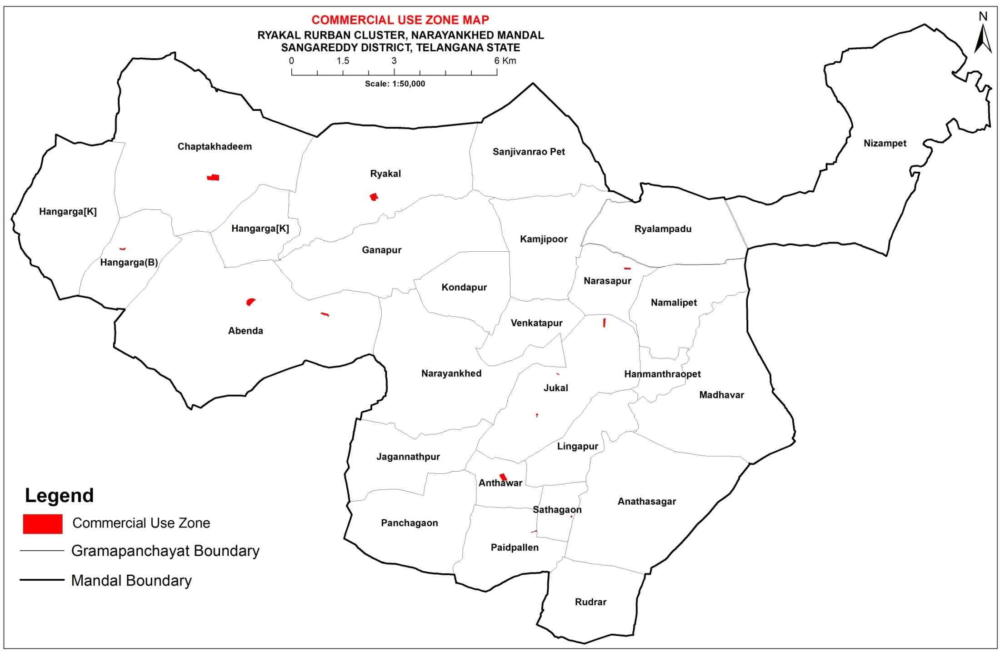 COMMERCIAL USE ZONE MAP
RYAKAL RURBAN CLUSTER, NARAYANKHED MANDAL
SANGAREDDY DISTRICT, TELANGANA STATE
0 1.5 3 6 Km
Scale: 1:50,000
N
Nizampet
Chaptakhadeem
Sanjivanrao Pet
Ryakal
Hangarga[K]
Hangarga[K]
Ryalampadu
Kamjipoor
Ganapur
Hangarga(B)
Narasapur
Kondapur
Namalipet
Venkatapur
Abenda
Narayankhed
Hanmanthraopet
Jukal
Madhavar
Lingapur
Jagannathpur
Anthawar
Anathasagar
Sathagaon
Panchagaon
Paidpallen
Rudrar
Legend
Commercial Use Zone
Gramapanchayat Boundary
Mandal Boundary